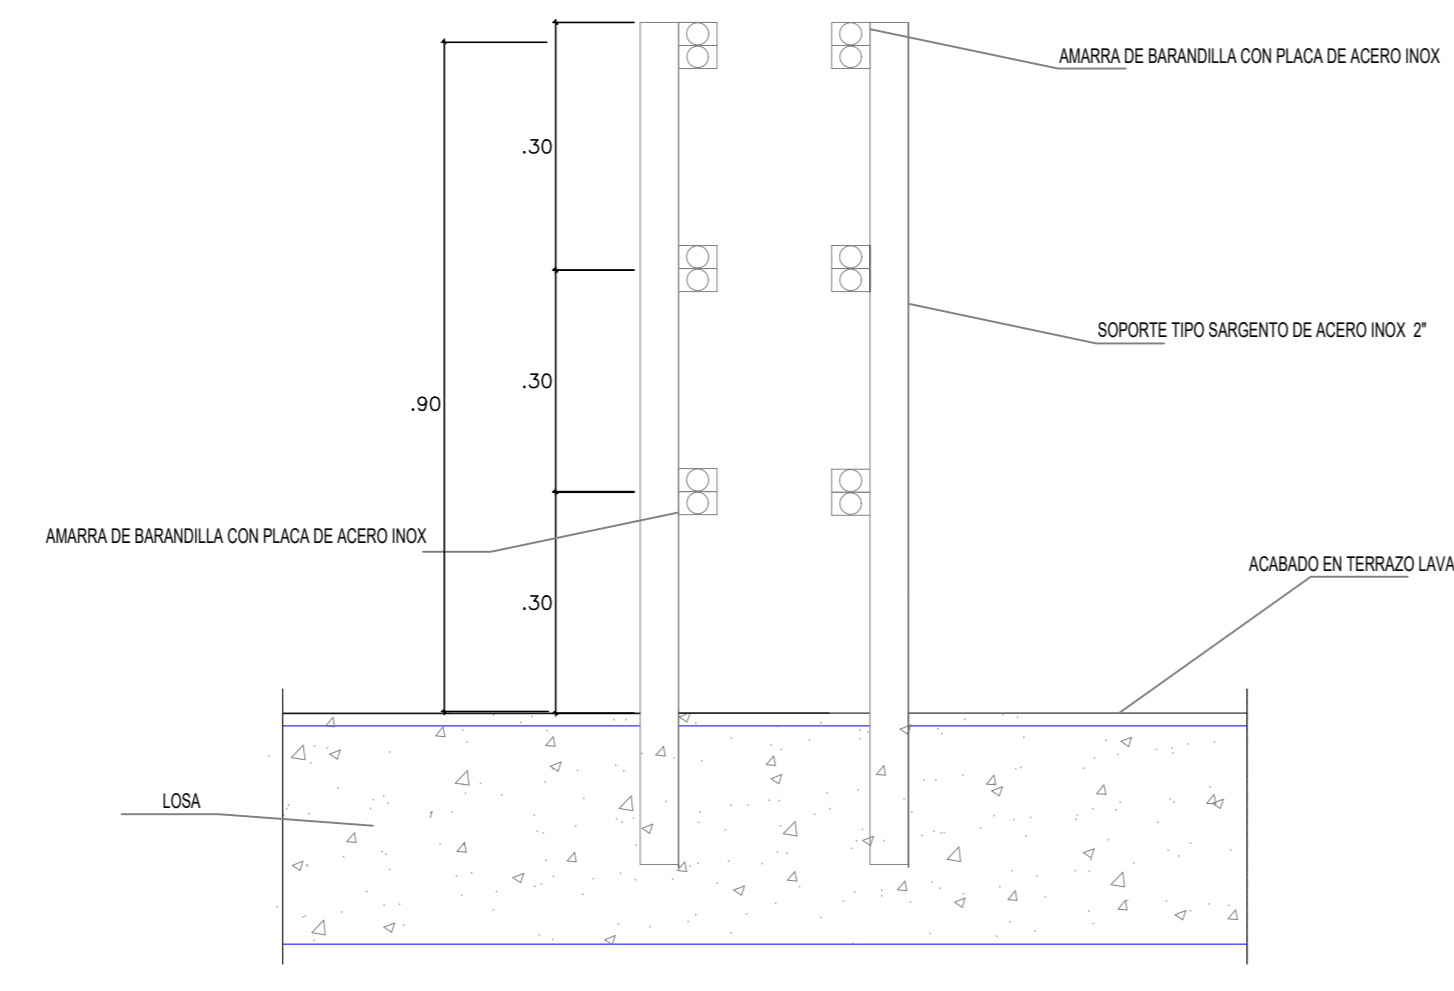 AMARRA DE BARANDILLA CON PLACA DE ACERO INOX
.30
SOPORTE TIPO SARGENTO DE ACERO INOX 2"
.30
.90
AMARRA DE BARANDILLA CON PLACA DE ACERO INOX
ACABADO EN TERRAZO LAVA
.30
LOSA